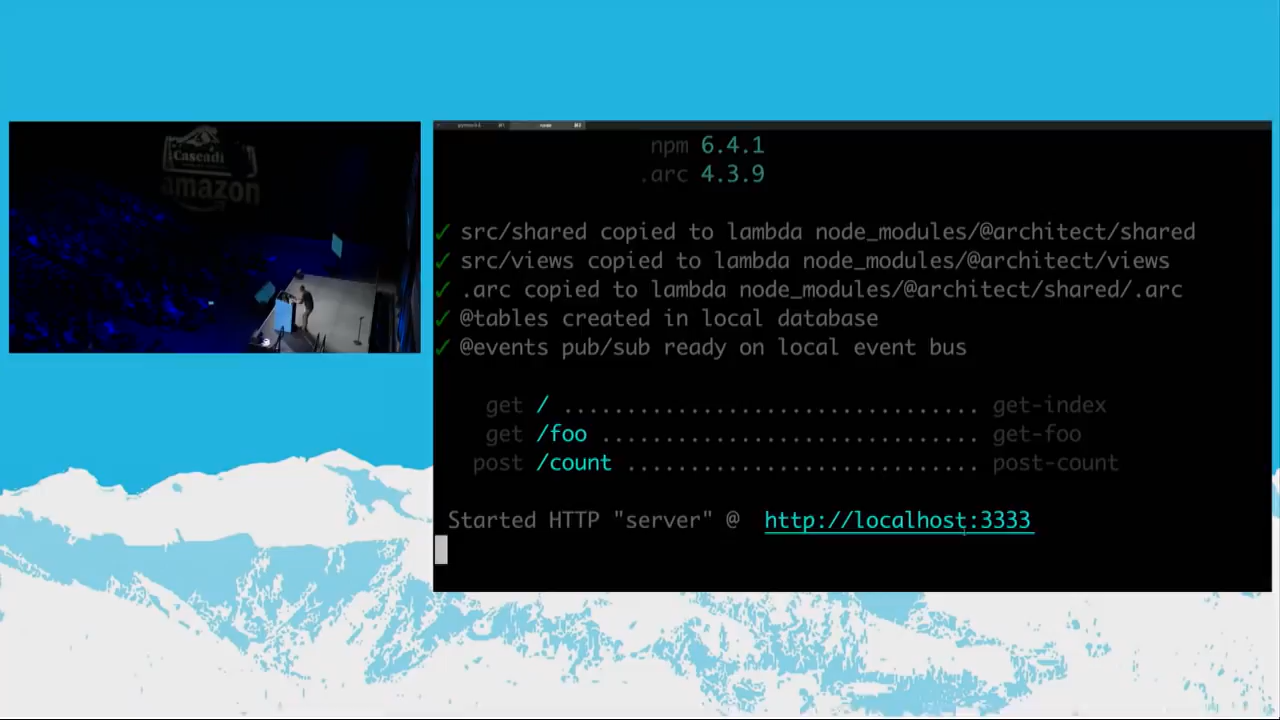 Cascadi
amazon
node
npm 6.4.1
.arc 4.3.9
✓ src/shared copied to lambda node_modules/@architect/shared
✓ src/views copied to lambda node_modules/@architect/views
✓ .arc copied to lambda node_modules/@architect/shared/.arc
✓ @tables created in local database
✓ @events pub/sub ready on local event bus
get / ................................. get-index
get /foo .............................. get-foo
post /count ............................ post-count
Started HTTP "server" @ http://localhost:3333